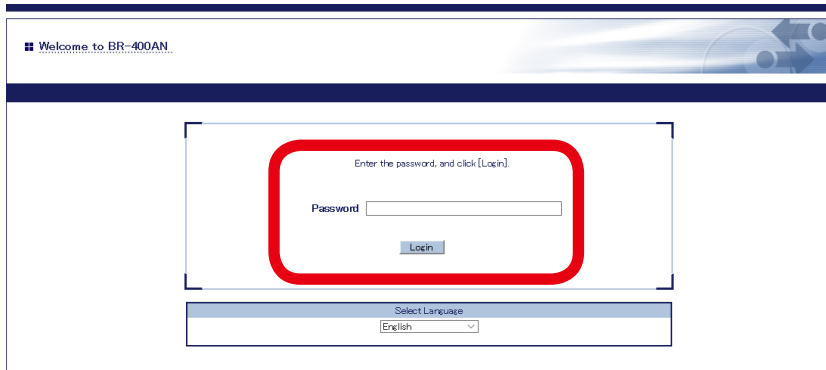 Welcome to BR-400AN
Enter the password, and click [Login].
Password
Login
Select Language
English